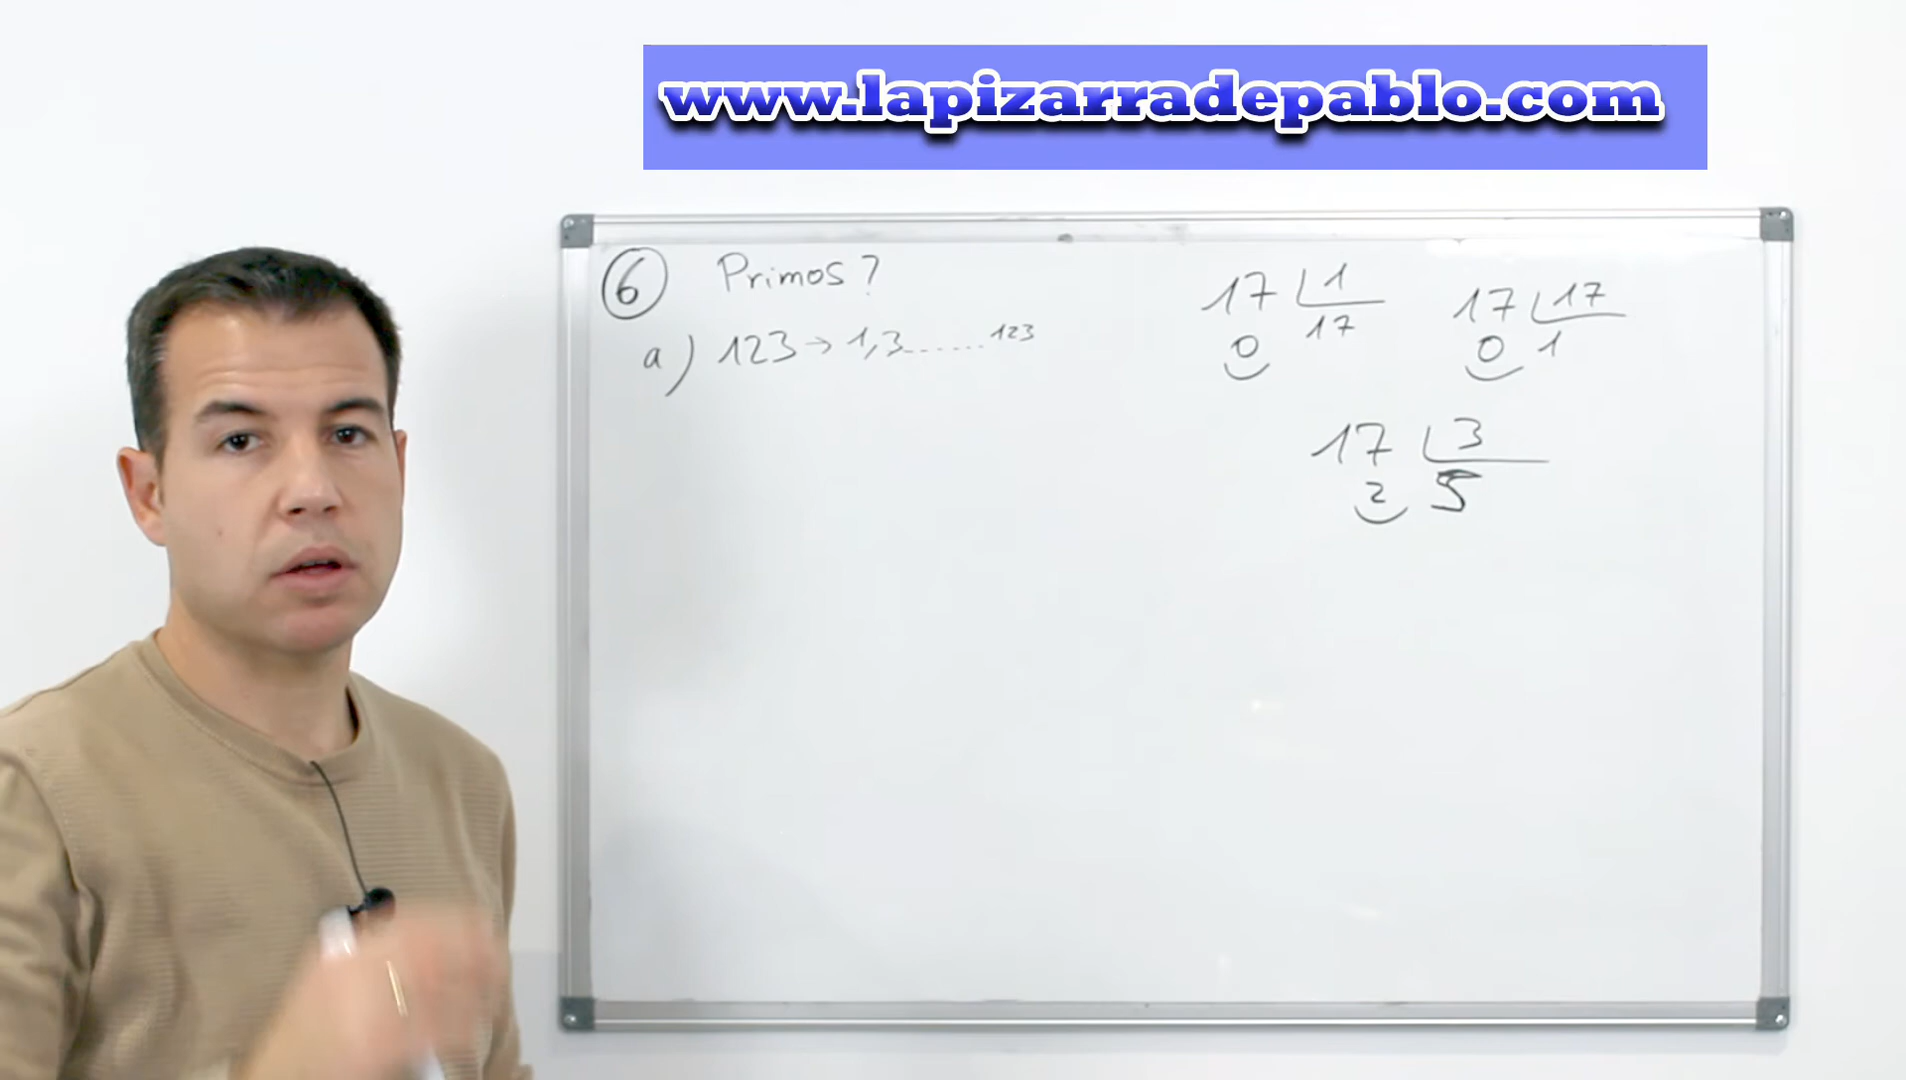 www.lapizarradepablo.com
6 Primos?
a) 123 → 1, 3 ....... 123
17 1
0 17
17 17
0 1
17 3
2 5